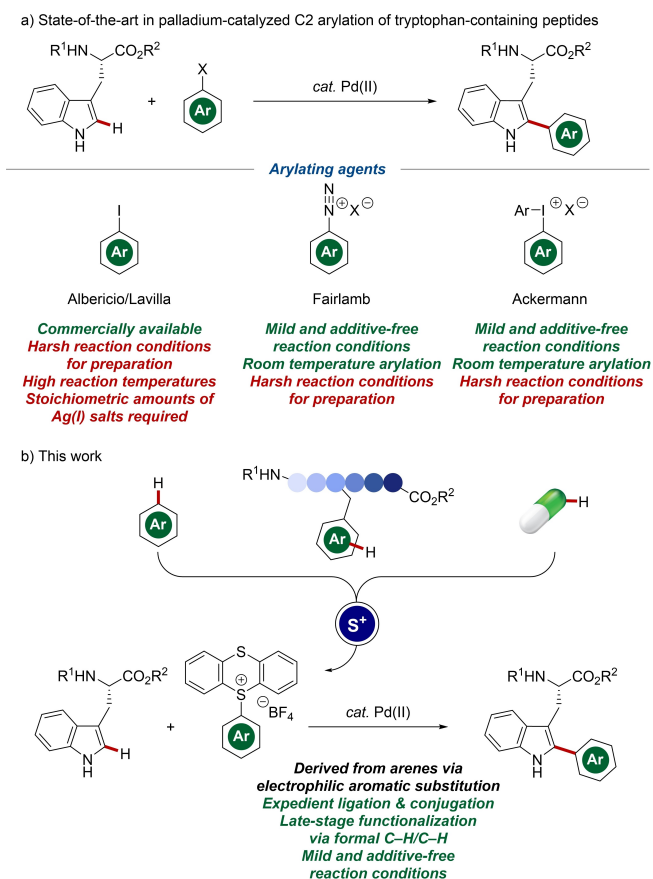 a) State-of-the-art in palladium-catalyzed C2 arylation of tryptophan-containing peptides
R¹HN CO₂R²
X
Ar
N
H
H
+
cat. Pd(II)
R¹HN CO₂R²
N
H
Ar
Arylating agents
I
Ar
N
N⊕ X⊖
Ar
Ar–I ⊕ X⊖
Ar
Albericio/Lavilla
Fairlamb
Ackermann
Commercially available
Harsh reaction conditions
for preparation
High reaction temperatures
Stoichiometric amounts of
Ag(I) salts required
Mild and additive-free
reaction conditions
Room temperature arylation
Harsh reaction conditions
for preparation
Mild and additive-free
reaction conditions
Room temperature arylation
Harsh reaction conditions
for preparation
b) This work
H
Ar
R¹HN
CO₂R²
Ar
H
H
S⁺
R¹HN CO₂R²
N
H
H
+
S
S
⊕
⊖BF₄
Ar
cat. Pd(II)
R¹HN CO₂R²
N
H
Ar
Derived from arenes via
electrophilic aromatic substitution
Expedient ligation & conjugation
Late-stage functionalization
via formal C–H/C–H
Mild and additive-free
reaction conditions